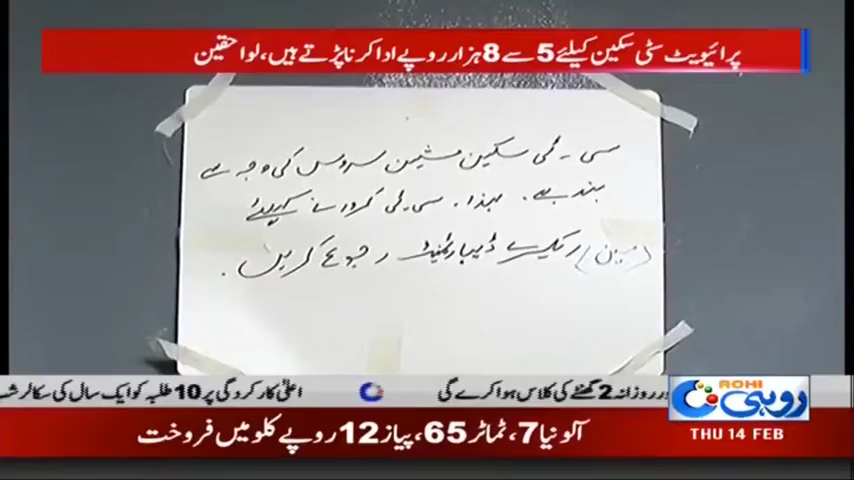 پرائیویٹ سٹی سکین کیلئے 5 سے 8 ہزار روپے ادا کرنا پڑتے ہیں، لواحقین
سی ۔ ٹی سکین مشین سروس کی وجہ سے
بند ہے ۔ لہذا ۔ سی ۔ ٹی کروانے کیلئے
(مین) ایکسرے ڈیپارٹمنٹ رجوع کریں ۔
ور روزانہ 2 گھنٹے کی کلاس ہوا کرے گی
اعلیٰ کارکردگی پر 10 طلبہ کو ایک سال کی سکالرش
ROHI
روہی
THU 14 FEB
آلو نیا 7، ٹماٹر 65، پیاز 12 روپے کلو میں فروخت